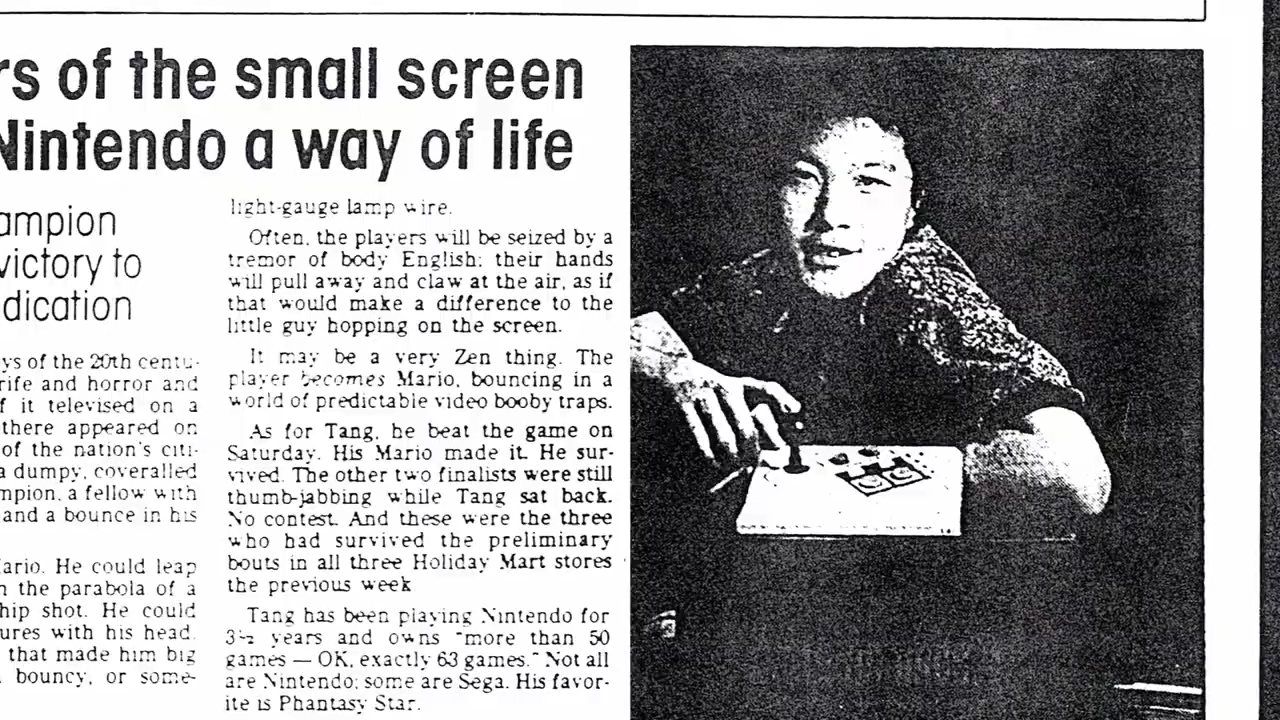 rs of the small screen
Nintendo a way of life
ampion
victory to
dication
ys of the 20th centu-
rife and horror and
f it televised on a
there appeared on
of the nation's citi-
a dumpy, coveralled
mpion, a fellow with
and a bounce in his
Mario. He could leap
n the parabola of a
hip shot. He could
ures with his head.
that made him big
, bouncy, or some-
light-gauge lamp wire.
Often, the players will be seized by a
tremor of body English; their hands
will pull away and claw at the air, as if
that would make a difference to the
little guy hopping on the screen.
It may be a very Zen thing. The
player becomes Mario, bouncing in a
world of predictable video booby traps.
As for Tang, he beat the game on
Saturday. His Mario made it. He sur-
vived. The other two finalists were still
thumb-jabbing while Tang sat back.
No contest. And these were the three
who had survived the preliminary
bouts in all three Holiday Mart stores
the previous week
Tang has been playing Nintendo for
3½ years and owns "more than 50
games — OK, exactly 63 games." Not all
are Nintendo; some are Sega. His favor-
ite is Phantasy Star.